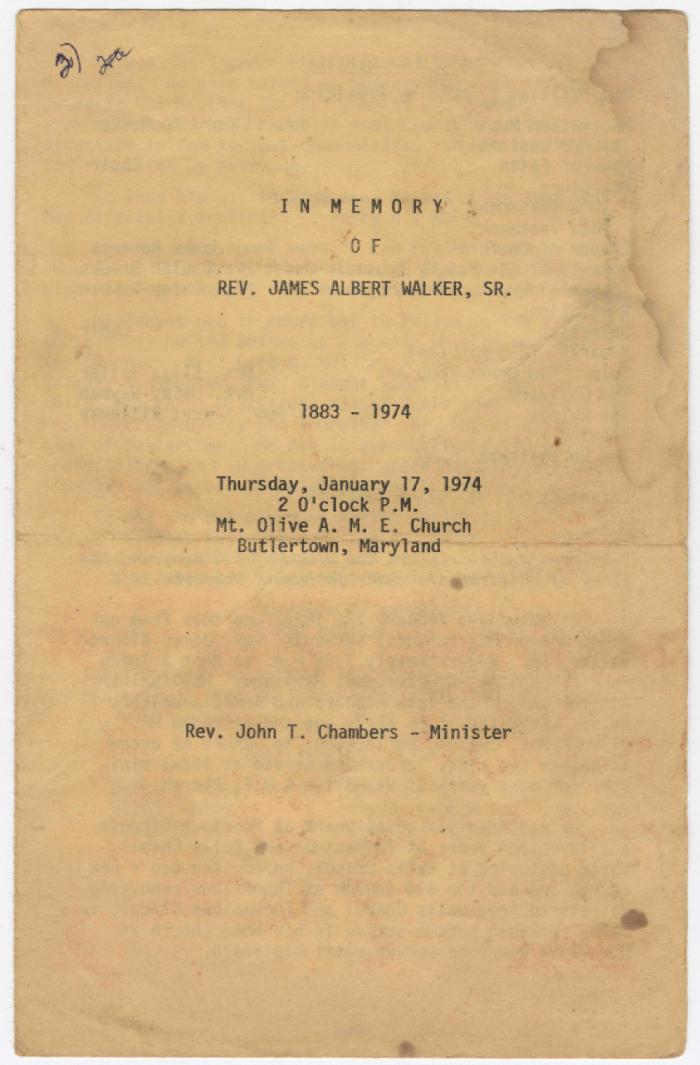 3)
IN MEMORY
OF
REV. JAMES ALBERT WALKER, SR.
1883 - 1974
Thursday, January 17, 1974
2 O'clock P.M.
Mt. Olive A. M. E. Church
Butlertown, Maryland
Rev. John T. Chambers - Minister